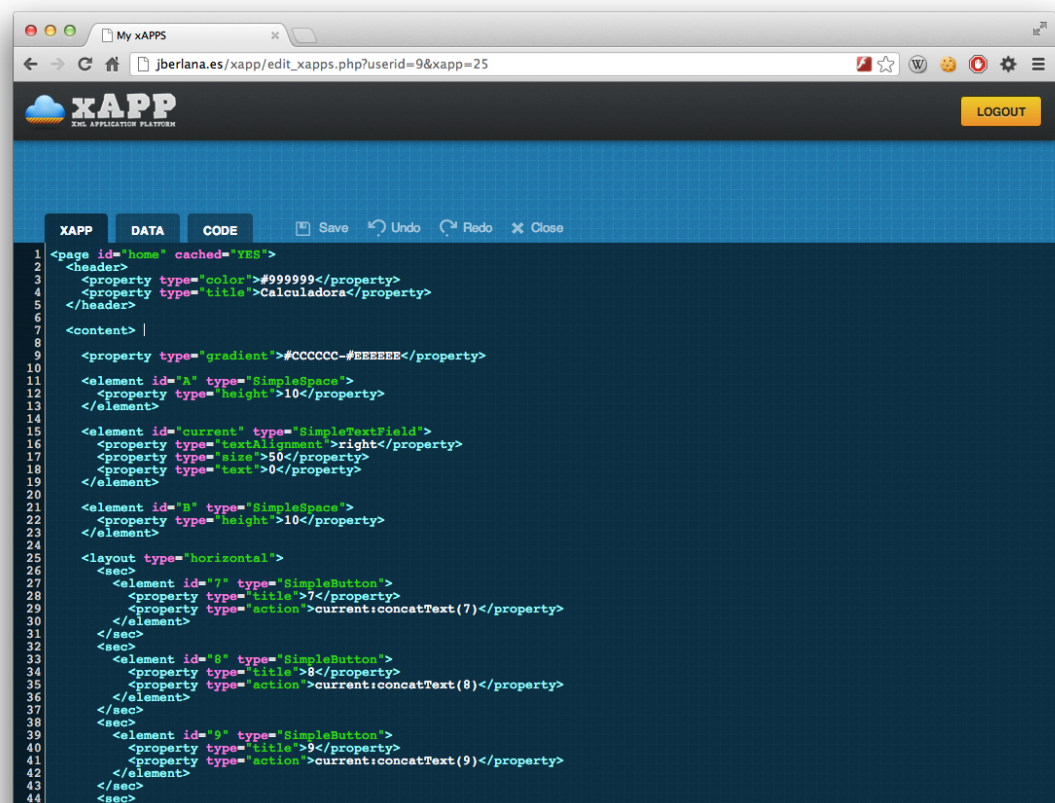 My xAPPS
jberlana.es/xapp/edit_xapps.php?userid=9&xapp=25
W
xAPP
XML APPLICATION PLATFORM
LOGOUT
XAPP DATA CODE Save Undo Redo Close
1 <page id="home" cached="YES">
2 <header>
3 <property type="color">#999999</property>
4 <property type="title">Calculadora</property>
5 </header>
6
7 <content>
8
9 <property type="gradient">#CCCCCC-#EEEEEE</property>
10
11 <element id="A" type="SimpleSpace">
12 <property type="height">10</property>
13 </element>
14
15 <element id="current" type="SimpleTextField">
16 <property type="textAlignment">right</property>
17 <property type="size">50</property>
18 <property type="text">0</property>
19 </element>
20
21 <element id="B" type="SimpleSpace">
22 <property type="height">10</property>
23 </element>
24
25 <layout type="horizontal">
26 <sec>
27 <element id="7" type="SimpleButton">
28 <property type="title">7</property>
29 <property type="action">current:concatText(7)</property>
30 </element>
31 </sec>
32 <sec>
33 <element id="8" type="SimpleButton">
34 <property type="title">8</property>
35 <property type="action">current:concatText(8)</property>
36 </element>
37 </sec>
38 <sec>
39 <element id="9" type="SimpleButton">
40 <property type="title">9</property>
41 <property type="action">current:concatText(9)</property>
42 </element>
43 </sec>
44 <sec>